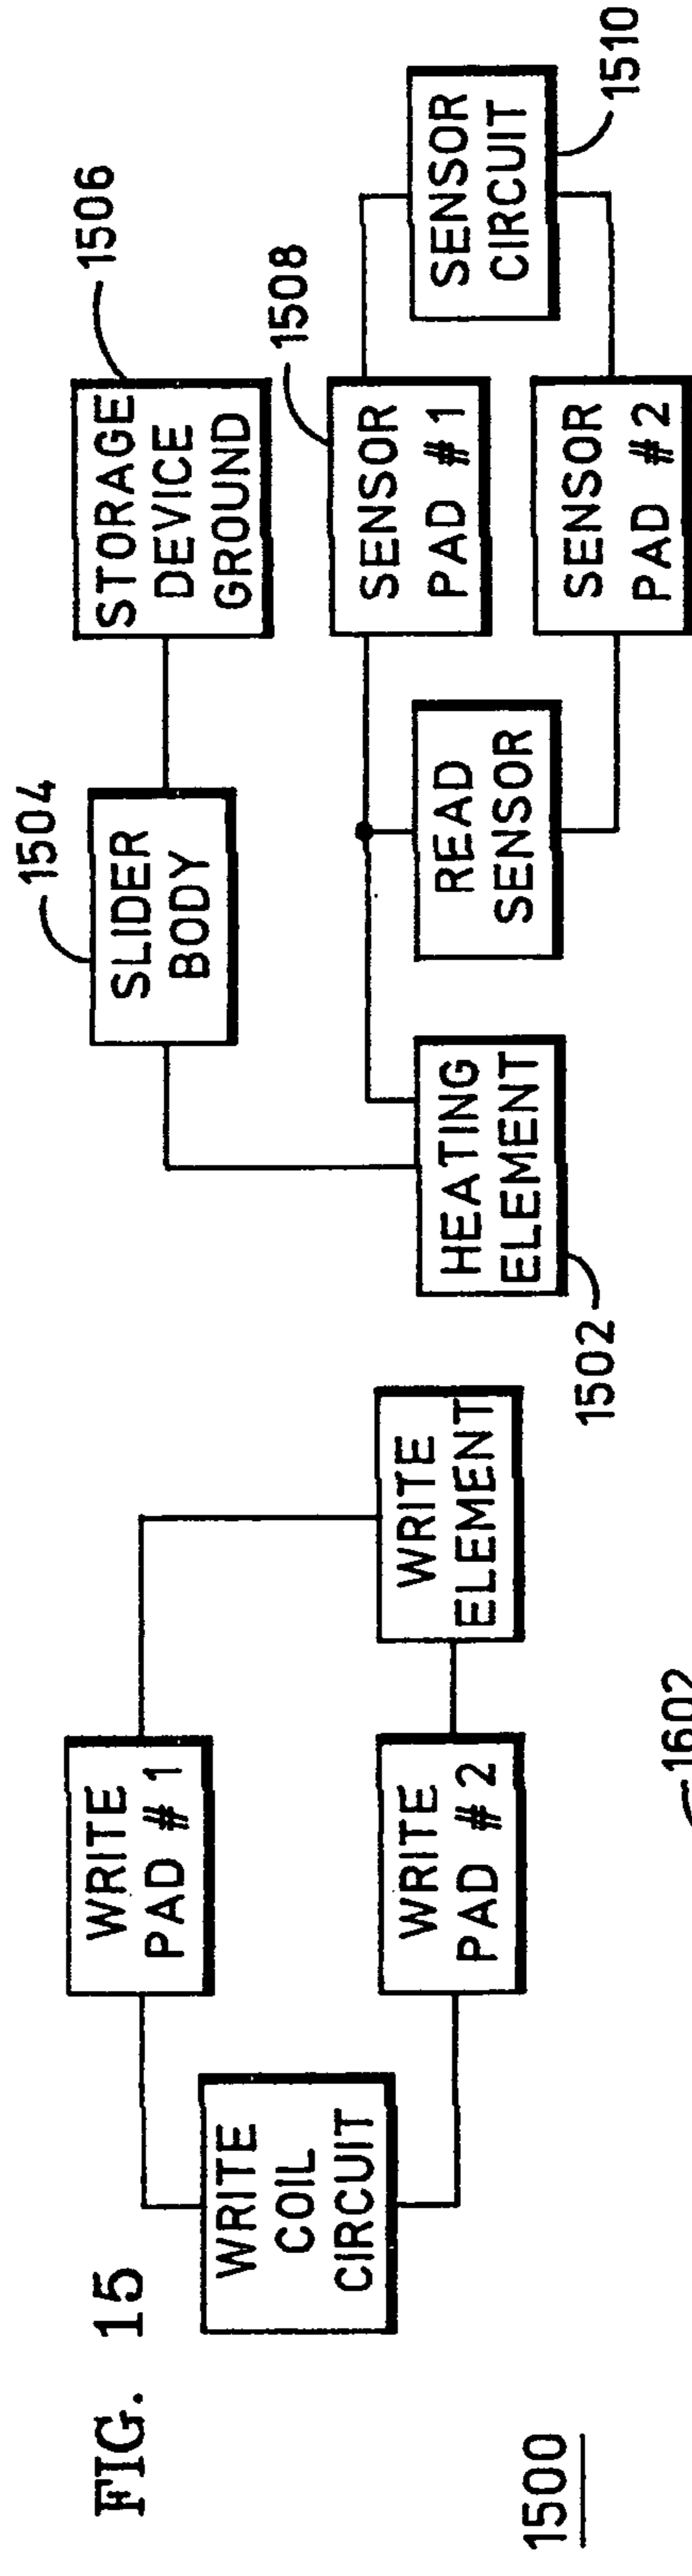 FIG. 15
1500
WRITE
COIL
CIRCUIT
WRITE
PAD #1
WRITE
PAD #2
WRITE
ELEMENT
1502
HEATING
ELEMENT
1504
SLIDER
BODY
READ
SENSOR
1506
STORAGE
DEVICE
GROUND
1508
SENSOR
PAD #1
SENSOR
PAD #2
SENSOR
CIRCUIT
1510
1602